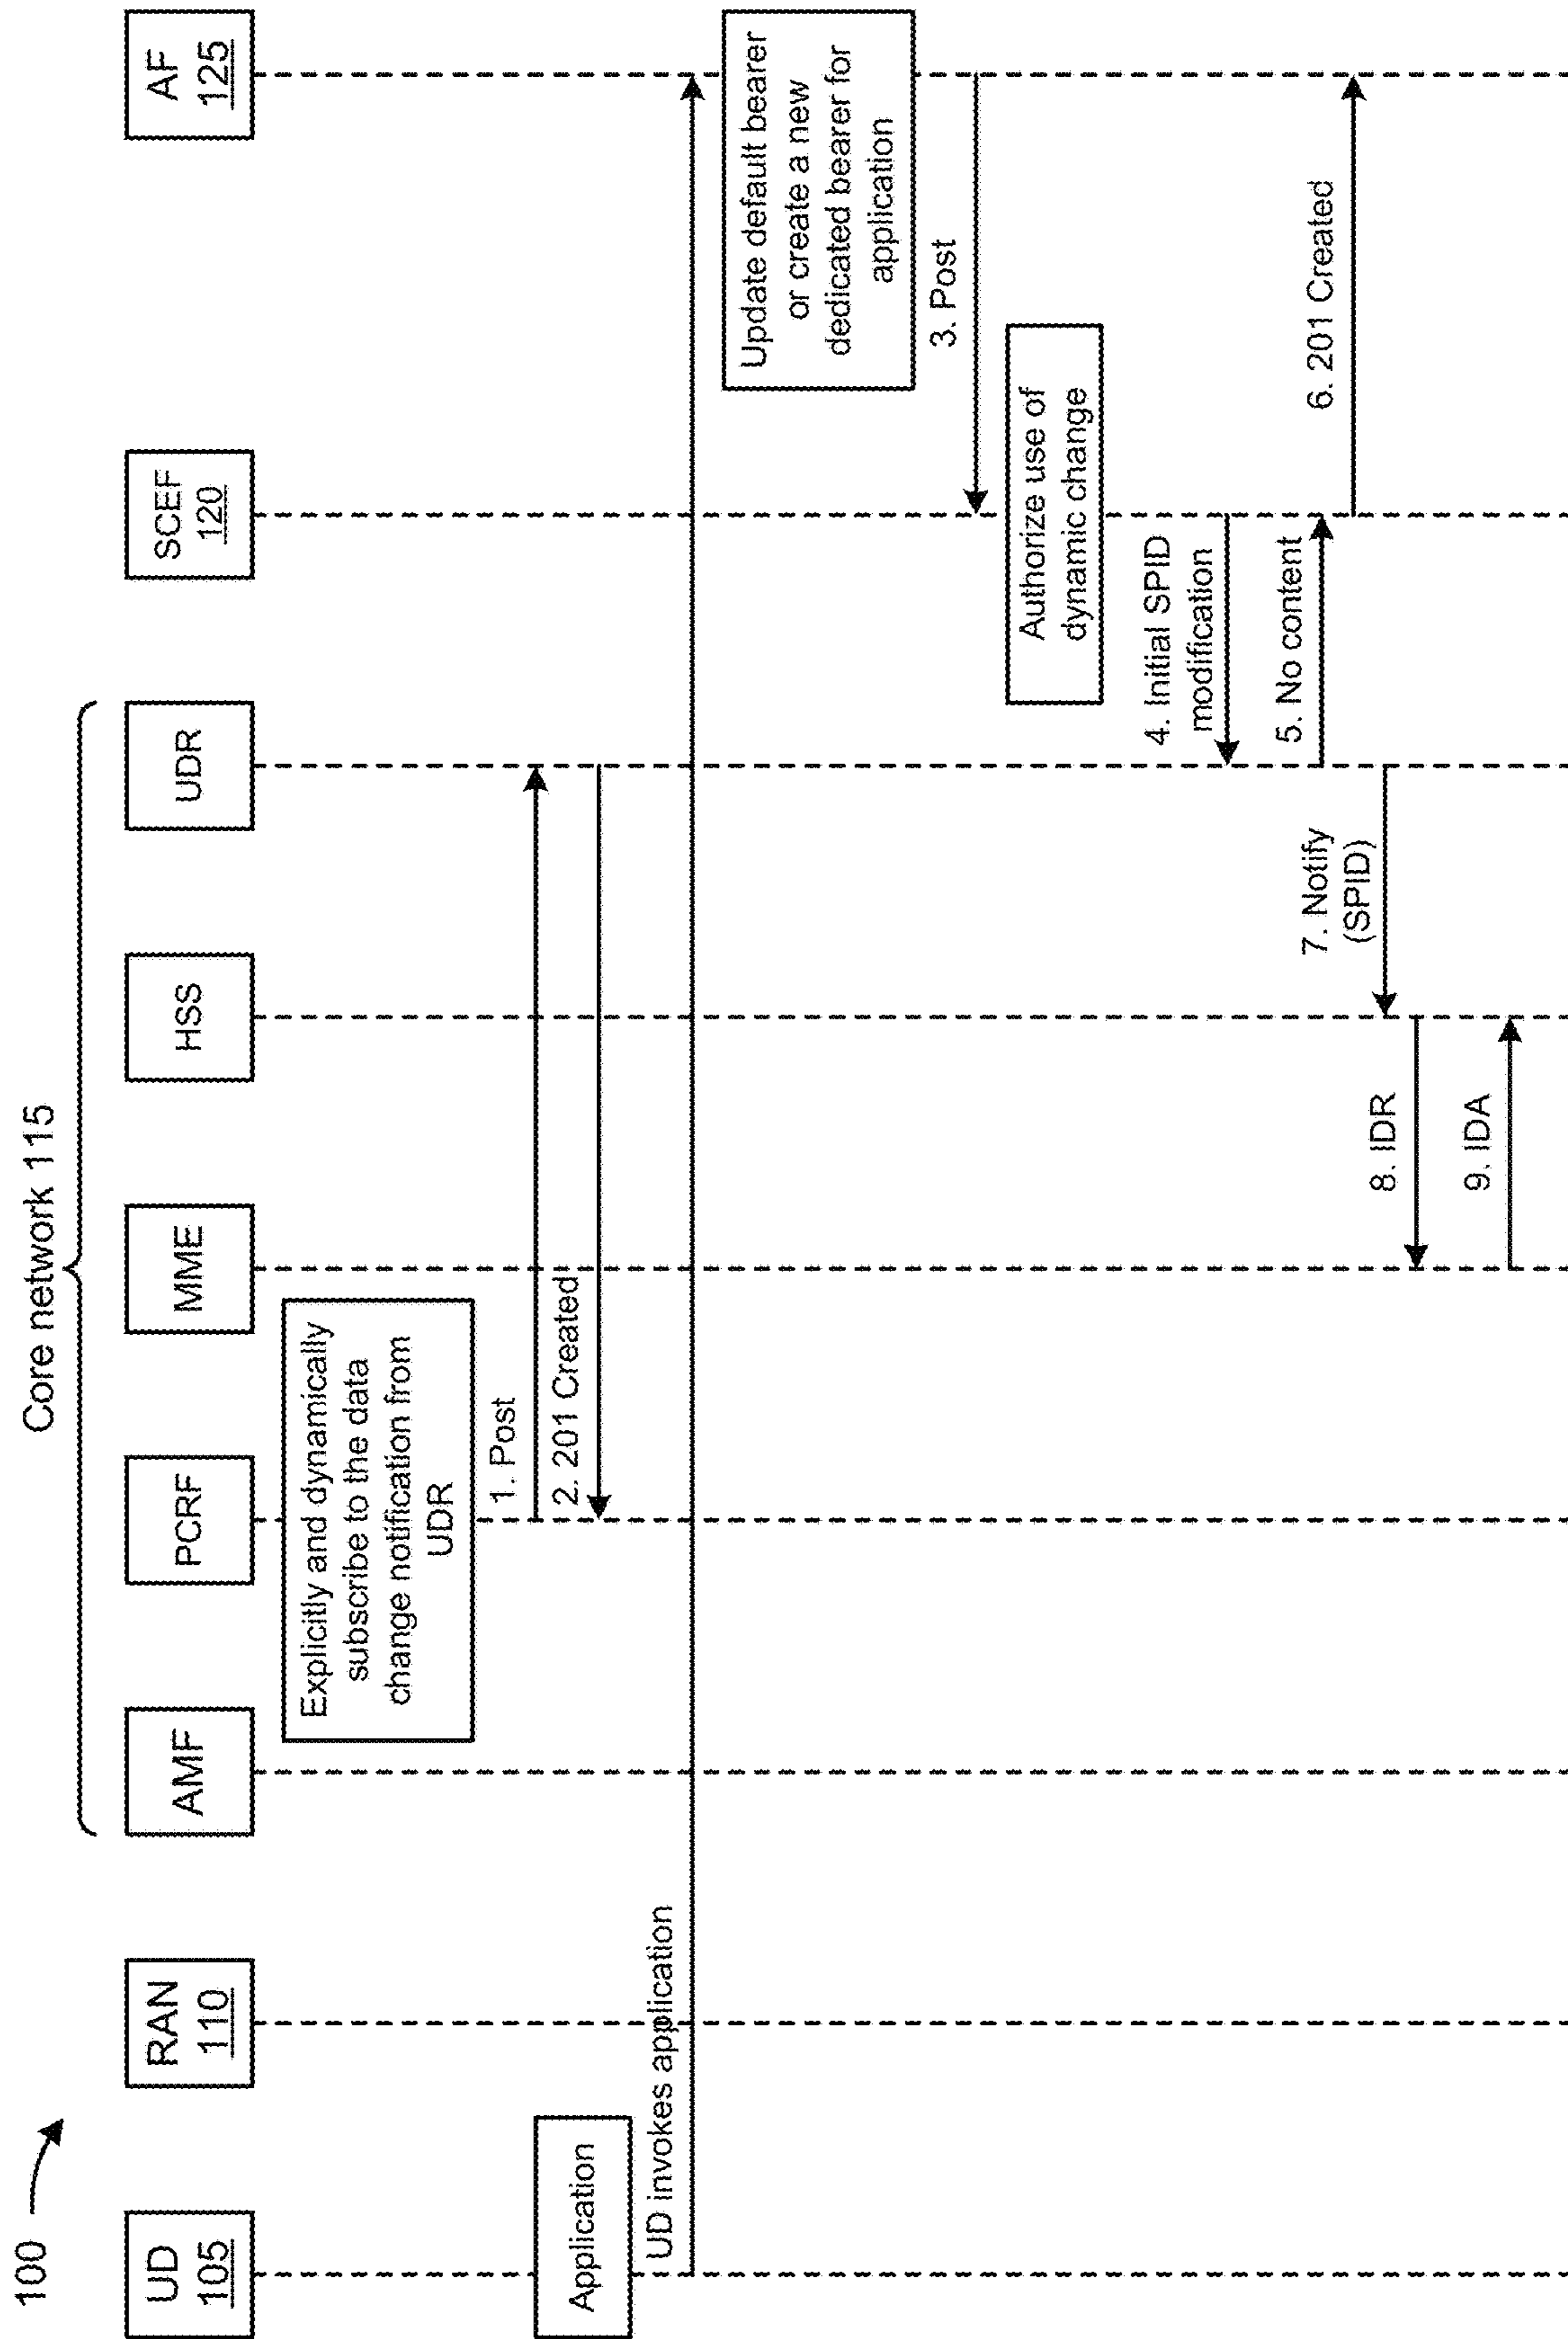 100
Core network 115
UD
105
RAN
110
AMF
PCRF
MME
HSS
UDR
SCEF
120
AF
125
Explicitly and dynamically
subscribe to the data
change notification from
UDR
1. Post
2. 201 Created
Application
UD invokes application
Update default bearer
or create a new
dedicated bearer for
application
3. Post
Authorize use of
dynamic change
4. Initial SPID
modification
5. No content
6. 201 Created
7. Notify
(SPID)
8. IDR
9. IDA